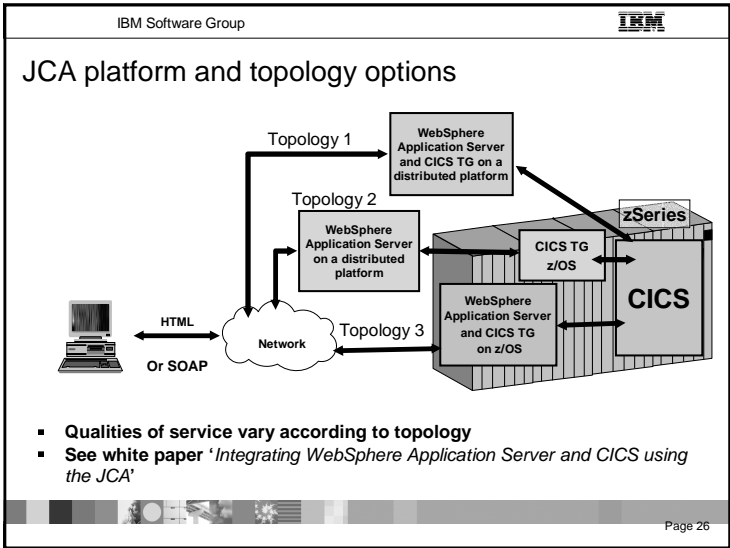 IBM Software Group
IBM
JCA platform and topology options
Topology 1
WebSphere
Application Server
and CICS TG on a
distributed platform
Topology 2
WebSphere
Application Server
on a distributed
platform
zSeries
CICS TG
z/OS
CICS
WebSphere
Application Server
and CICS TG
on z/OS
HTML
Or SOAP
Network
Topology 3
▪ Qualities of service vary according to topology
▪ See white paper ‘Integrating WebSphere Application Server and CICS using
the JCA’
Page 26